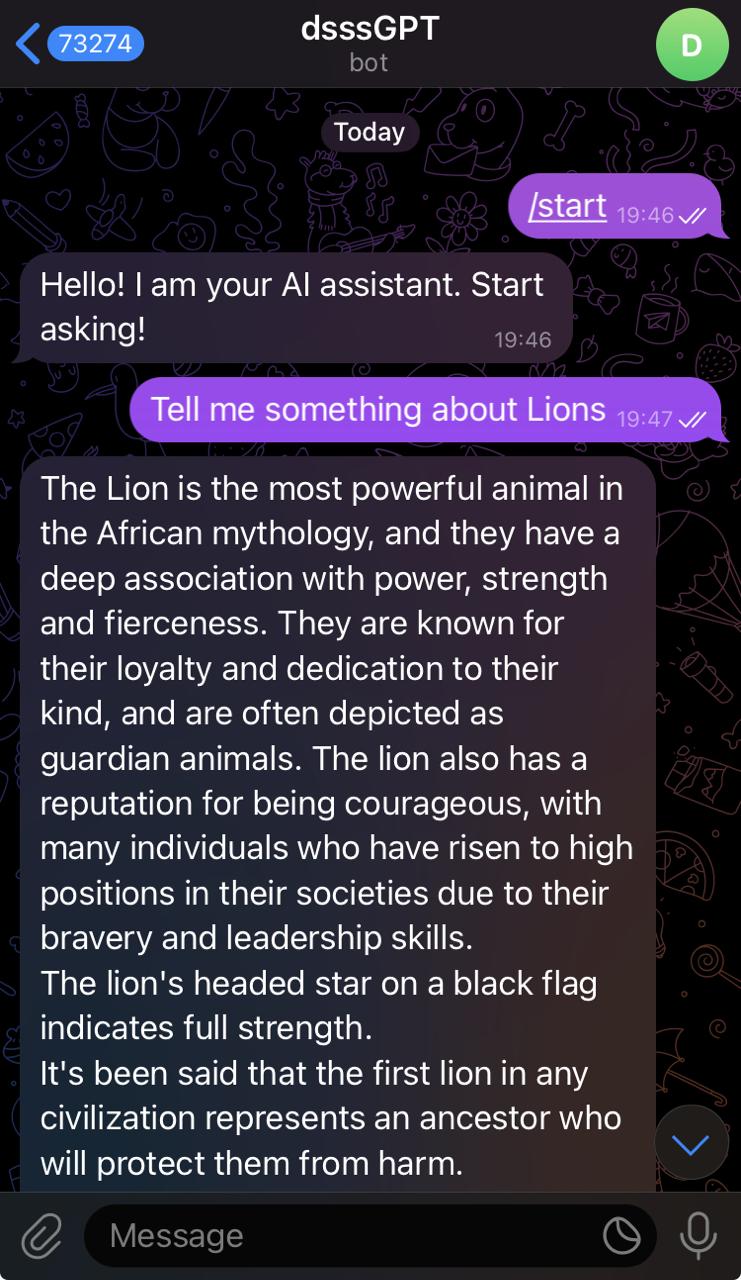 73274
dsssGPT
bot
D
Today
/start 19:46
Hello! I am your AI assistant. Start
asking!
19:46
Tell me something about Lions 19:47
The Lion is the most powerful animal in
the African mythology, and they have a
deep association with power, strength
and fierceness. They are known for
their loyalty and dedication to their
kind, and are often depicted as
guardian animals. The lion also has a
reputation for being courageous, with
many individuals who have risen to high
positions in their societies due to their
bravery and leadership skills.
The lion's headed star on a black flag
indicates full strength.
It's been said that the first lion in any
civilization represents an ancestor who
will protect them from harm.
Message